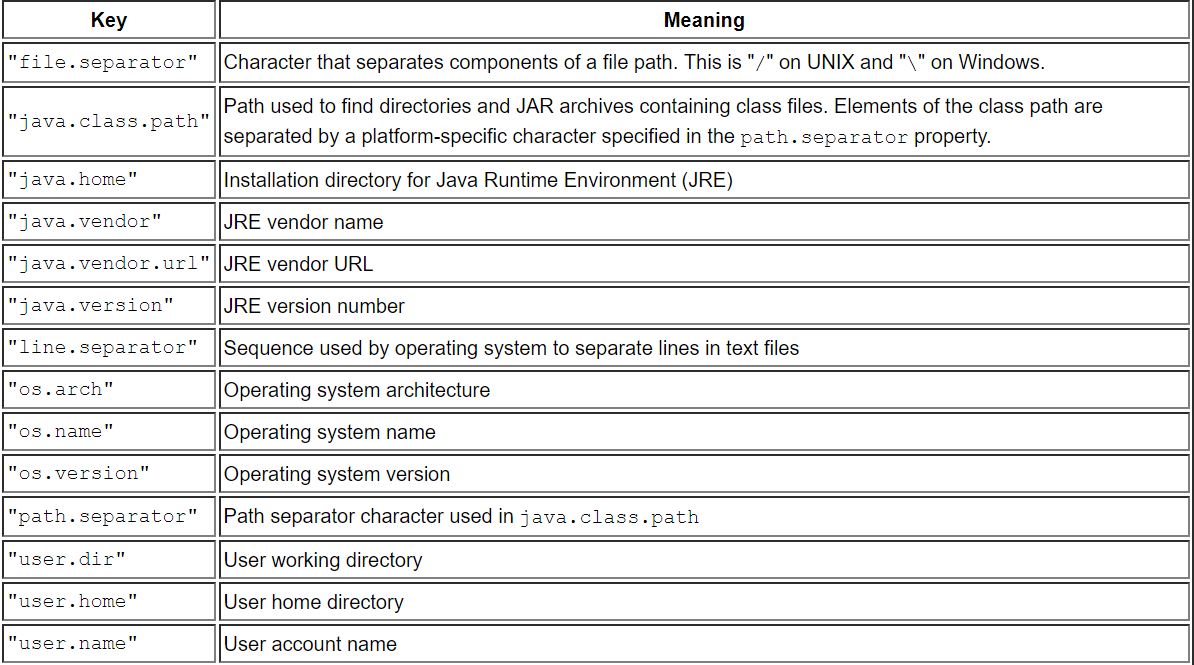 Key Meaning
"file.separator" Character that separates components of a file path. This is "/" on UNIX and "\" on Windows.
"java.class.path" Path used to find directories and JAR archives containing class files. Elements of the class path are
separated by a platform-specific character specified in the path.separator property.
"java.home" Installation directory for Java Runtime Environment (JRE)
"java.vendor" JRE vendor name
"java.vendor.url" JRE vendor URL
"java.version" JRE version number
"line.separator" Sequence used by operating system to separate lines in text files
"os.arch" Operating system architecture
"os.name" Operating system name
"os.version" Operating system version
"path.separator" Path separator character used in java.class.path
"user.dir" User working directory
"user.home" User home directory
"user.name" User account name